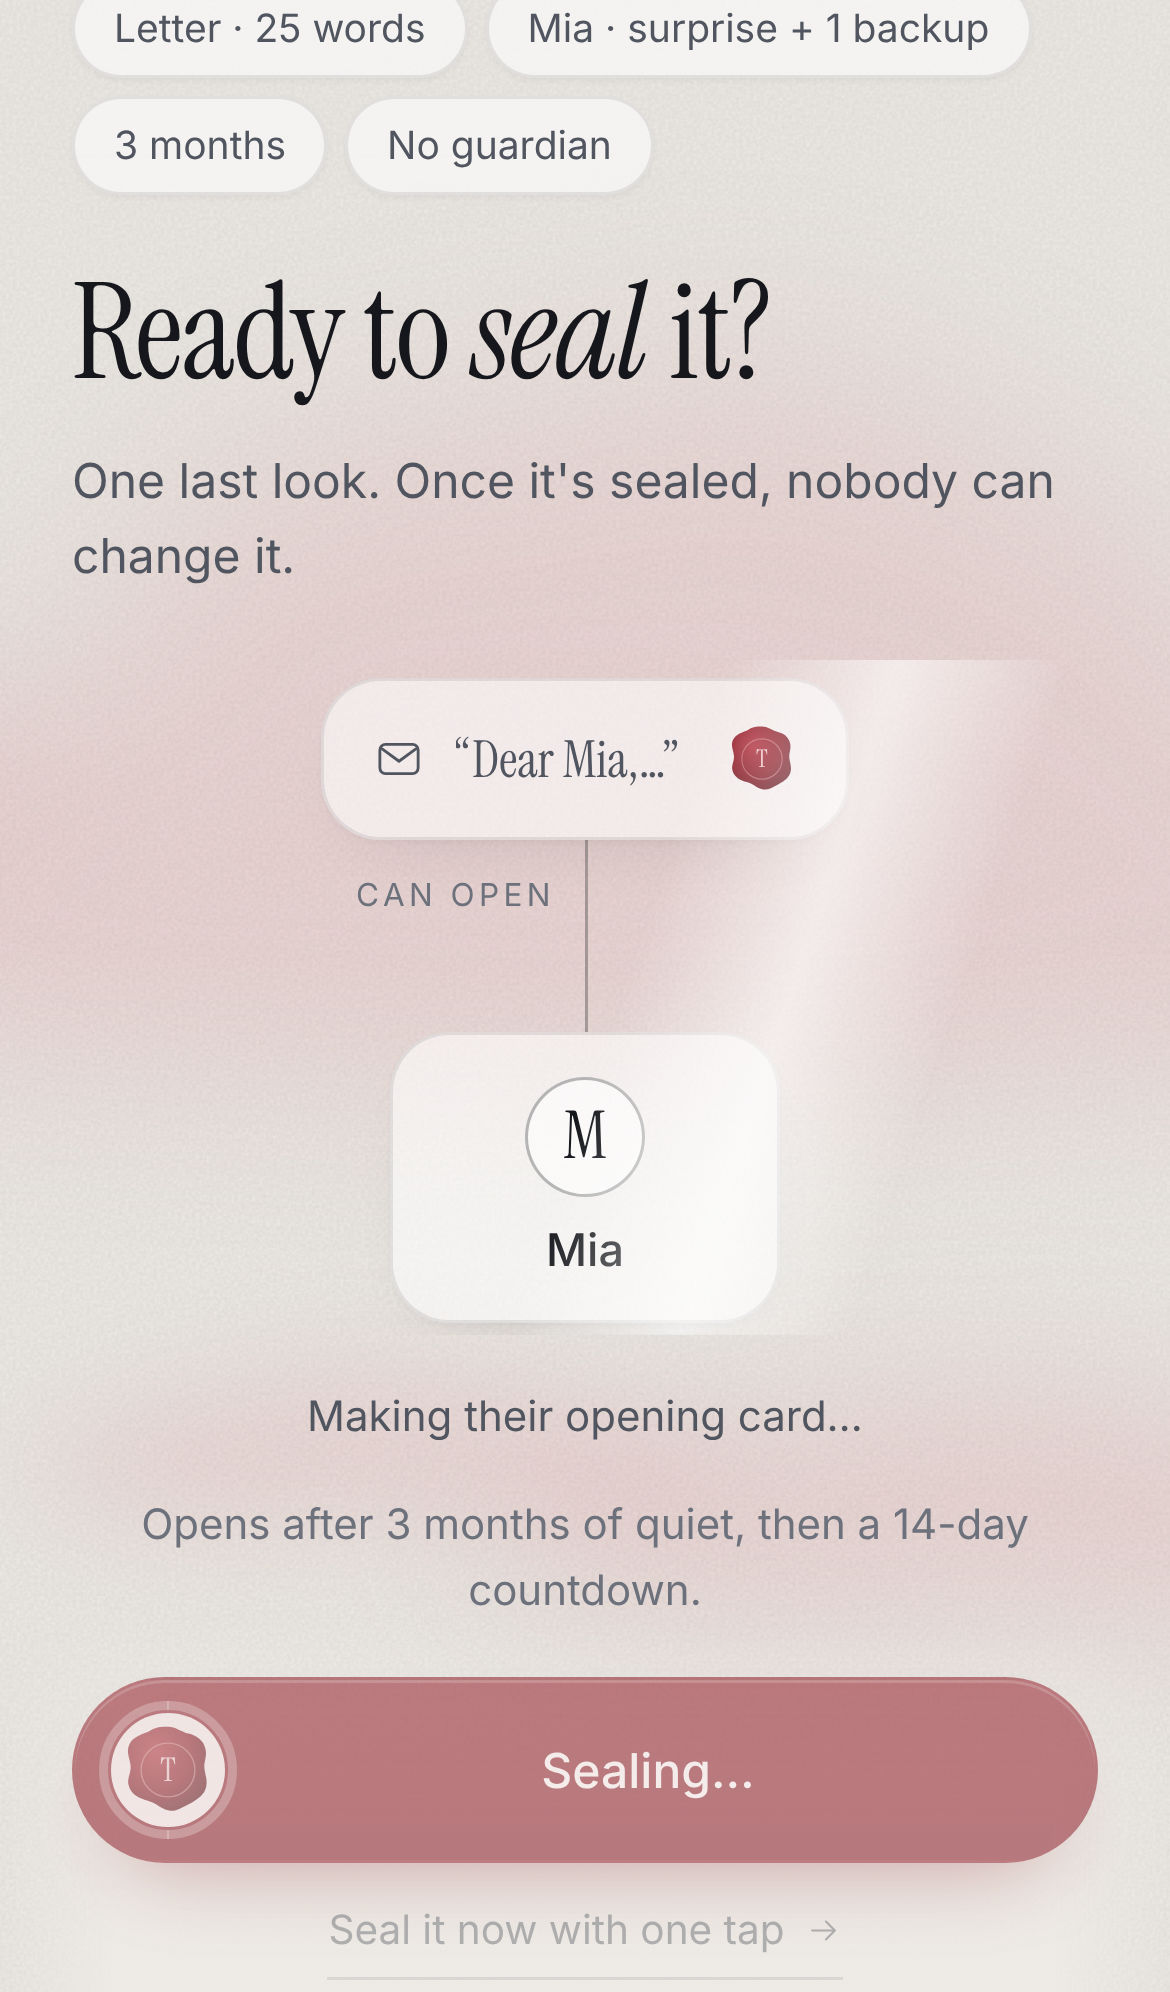 Letter · 25 words
Mia · surprise + 1 backup
3 months
No guardian
Ready to seal it?
One last look. Once it's sealed, nobody can
change it.
“Dear Mia,...”
T
CAN OPEN
M
Mia
Making their opening card...
Opens after 3 months of quiet, then a 14-day
countdown.
T
Sealing...
Seal it now with one tap →